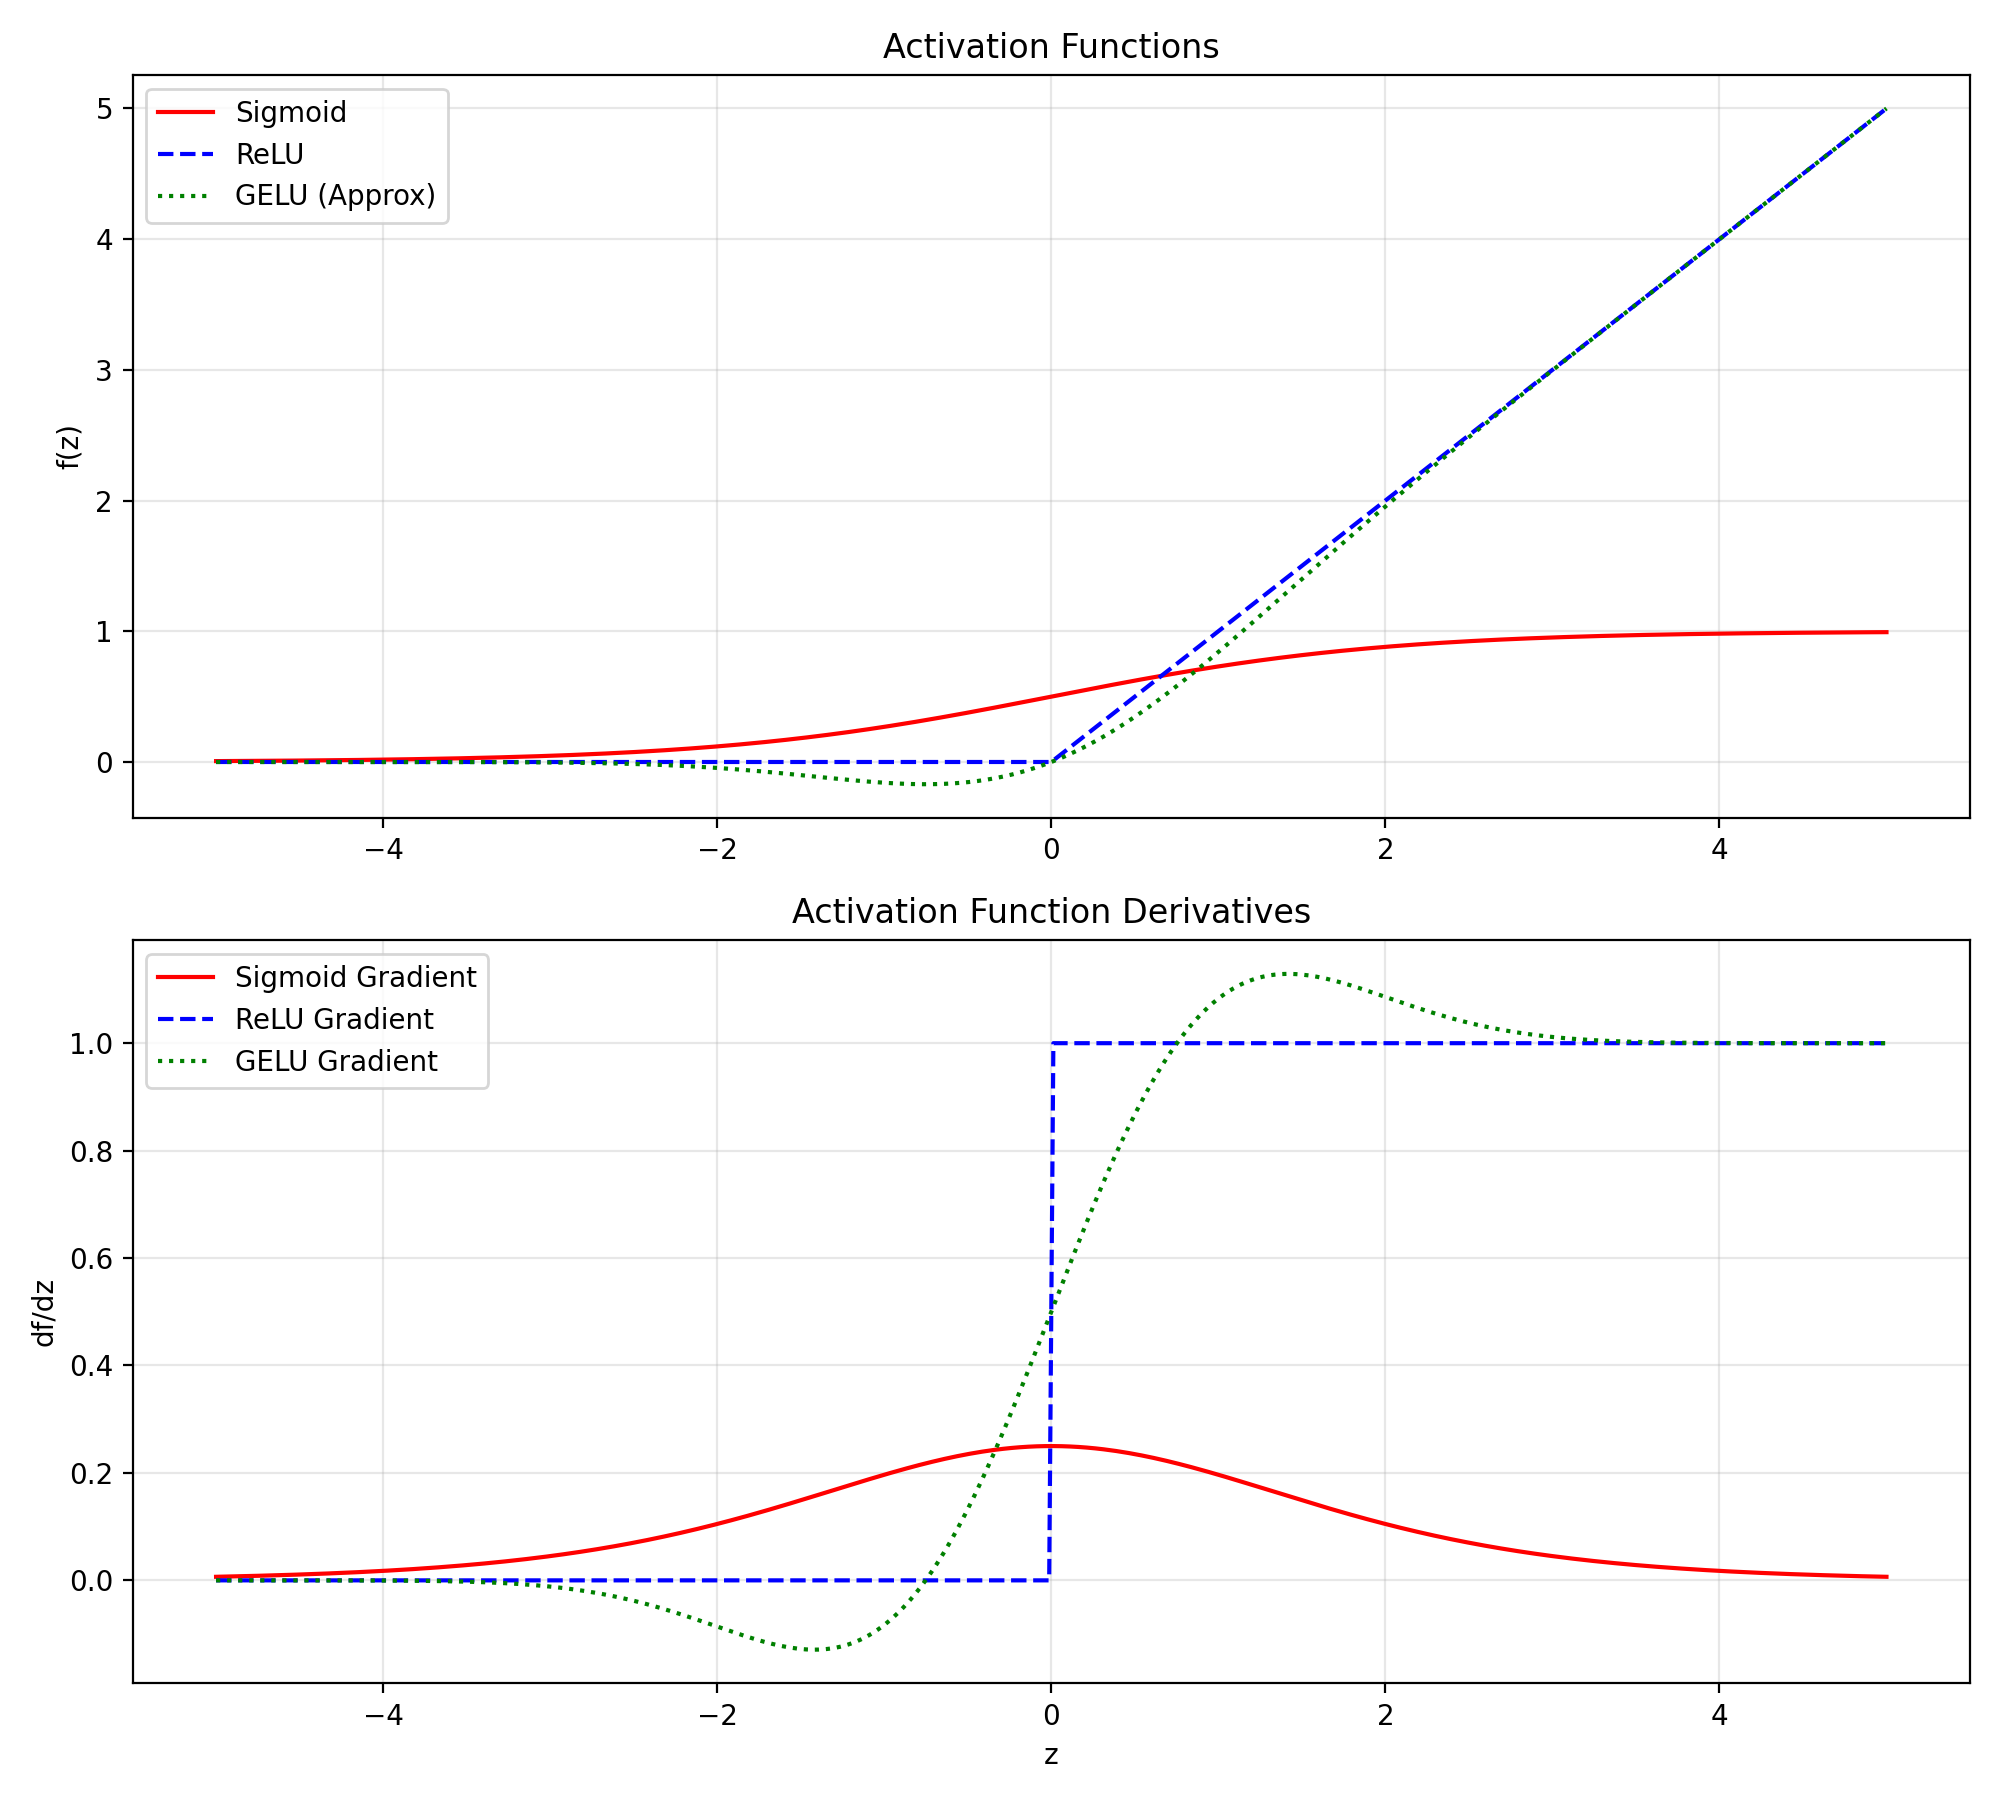 Activation Functions
Sigmoid
ReLU
GELU (Approx)
f(z)
5
4
3
2
1
0
−4 −2 0 2 4
Activation Function Derivatives
Sigmoid Gradient
ReLU Gradient
GELU Gradient
df/dz
1.0
0.8
0.6
0.4
0.2
0.0
−4 −2 0 2 4
z